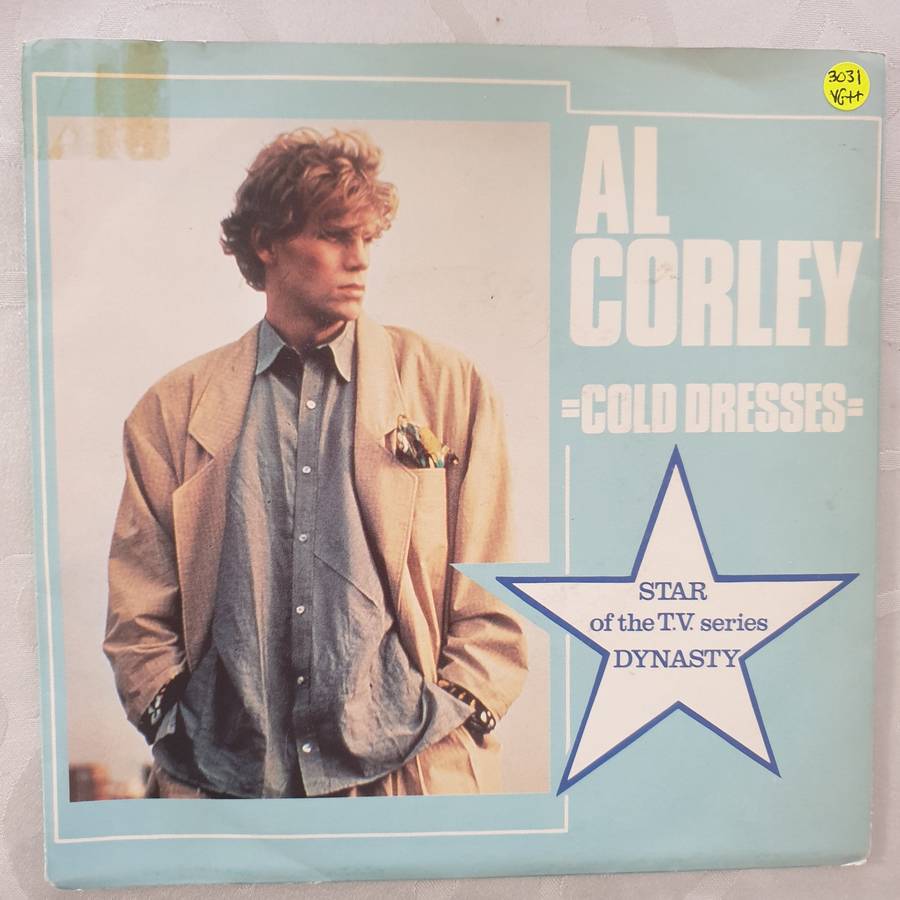 3031
VG++
AL
CORLEY
=COLD DRESSES=
STAR
of the T.V. series
DYNASTY